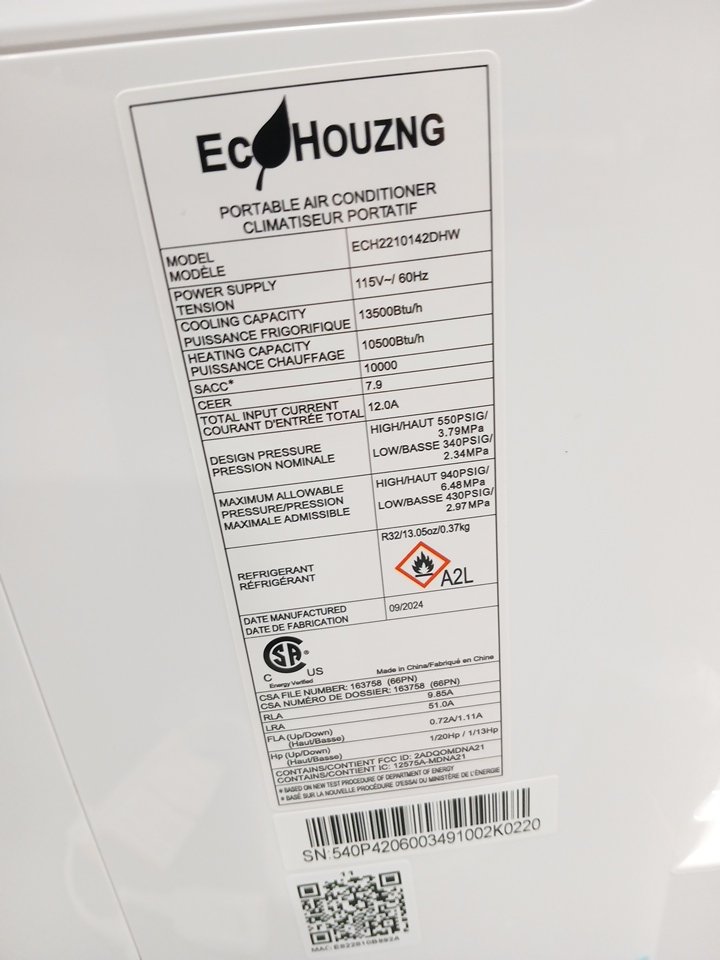 EcoHouzng
PORTABLE AIR CONDITIONER
CLIMATISEUR PORTATIF
MODEL
MODÈLE
ECH2210142DHW
POWER SUPPLY
TENSION
115V~/ 60Hz
COOLING CAPACITY
PUISSANCE FRIGORIFIQUE
13500Btu/h
HEATING CAPACITY
PUISSANCE CHAUFFAGE
10500Btu/h
SACC*
10000
CEER
7.9
TOTAL INPUT CURRENT
COURANT D'ENTRÉE TOTAL
12.0A
DESIGN PRESSURE
PRESSION NOMINALE
HIGH/HAUT 550PSIG/
3.79MPa
LOW/BASSE 340PSIG/
2.34MPa
MAXIMUM ALLOWABLE
PRESSURE/PRESSION
MAXIMALE ADMISSIBLE
HIGH/HAUT 940PSIG/
6.48MPa
LOW/BASSE 430PSIG/
2.97MPa
REFRIGERANT
RÉFRIGÉRANT
R32/13.05oz/0.37kg
A2L
DATE MANUFACTURED
DATE DE FABRICATION
09/2024
CSA ®
C US
Energy Verified
Made in China/Fabriqué en Chine
CSA FILE NUMBER: 163758 (66PN)
CSA NUMÉRO DE DOSSIER: 163758 (66PN)
RLA
9.85A
LRA
51.0A
FLA (Up/Down)
(Haut/Basse)
0.72A/1.11A
Hp (Up/Down)
(Haut/Basse)
1/20Hp / 1/13Hp
CONTAINS/CONTIENT FCC ID: 2ADQOMDNA21
CONTAINS/CONTIENT IC: 12575A-MDNA21
* BASED ON NEW TEST PROCEDURE OF DEPARTMENT OF ENERGY
* BASÉ SUR LA NOUVELLE PROCÉDURE D'ESSAI DU MINISTÈRE DE L'ÉNERGIE
SN:540P4206003491002K0220